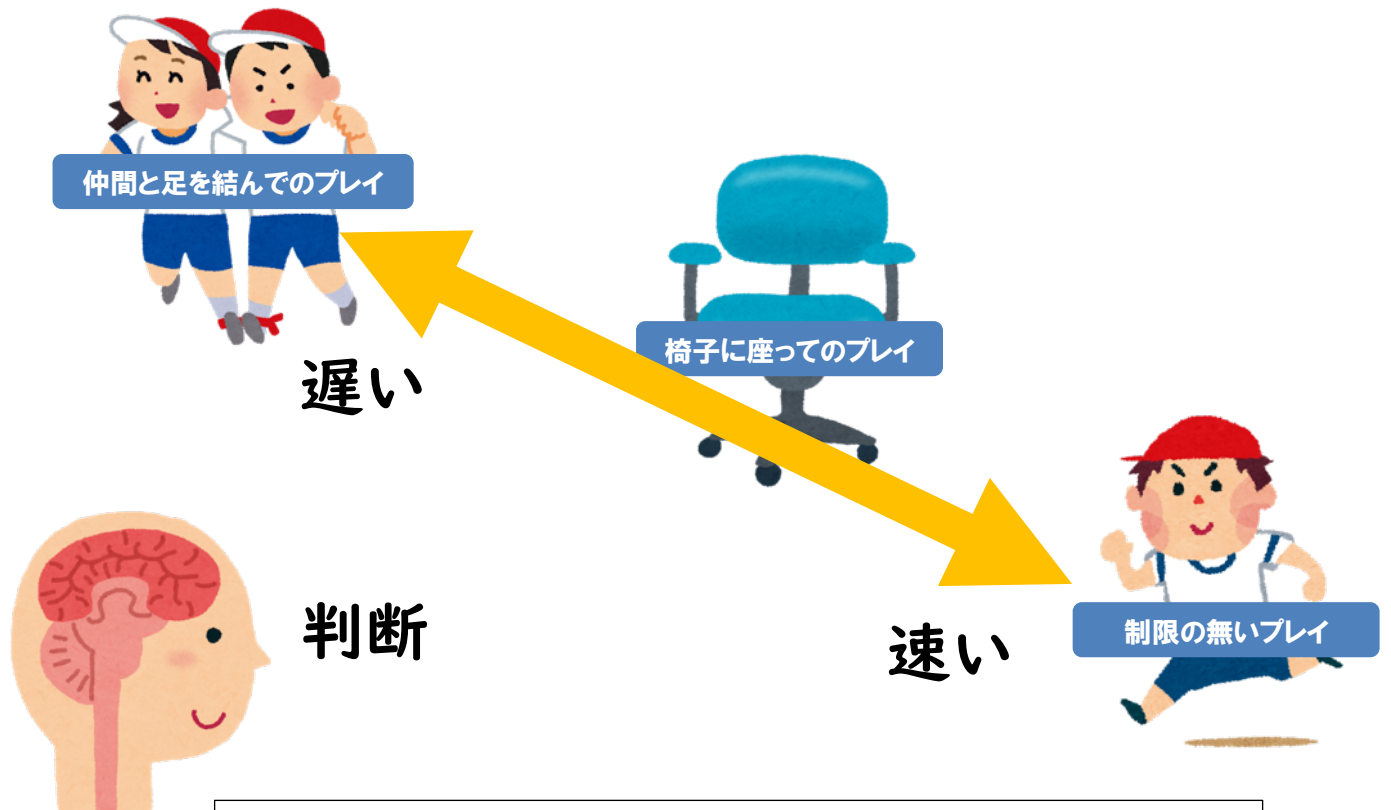 仲間と足を結んでのプレイ
椅子に座ってのプレイ
遅い
制限の無いプレイ
判断
速い